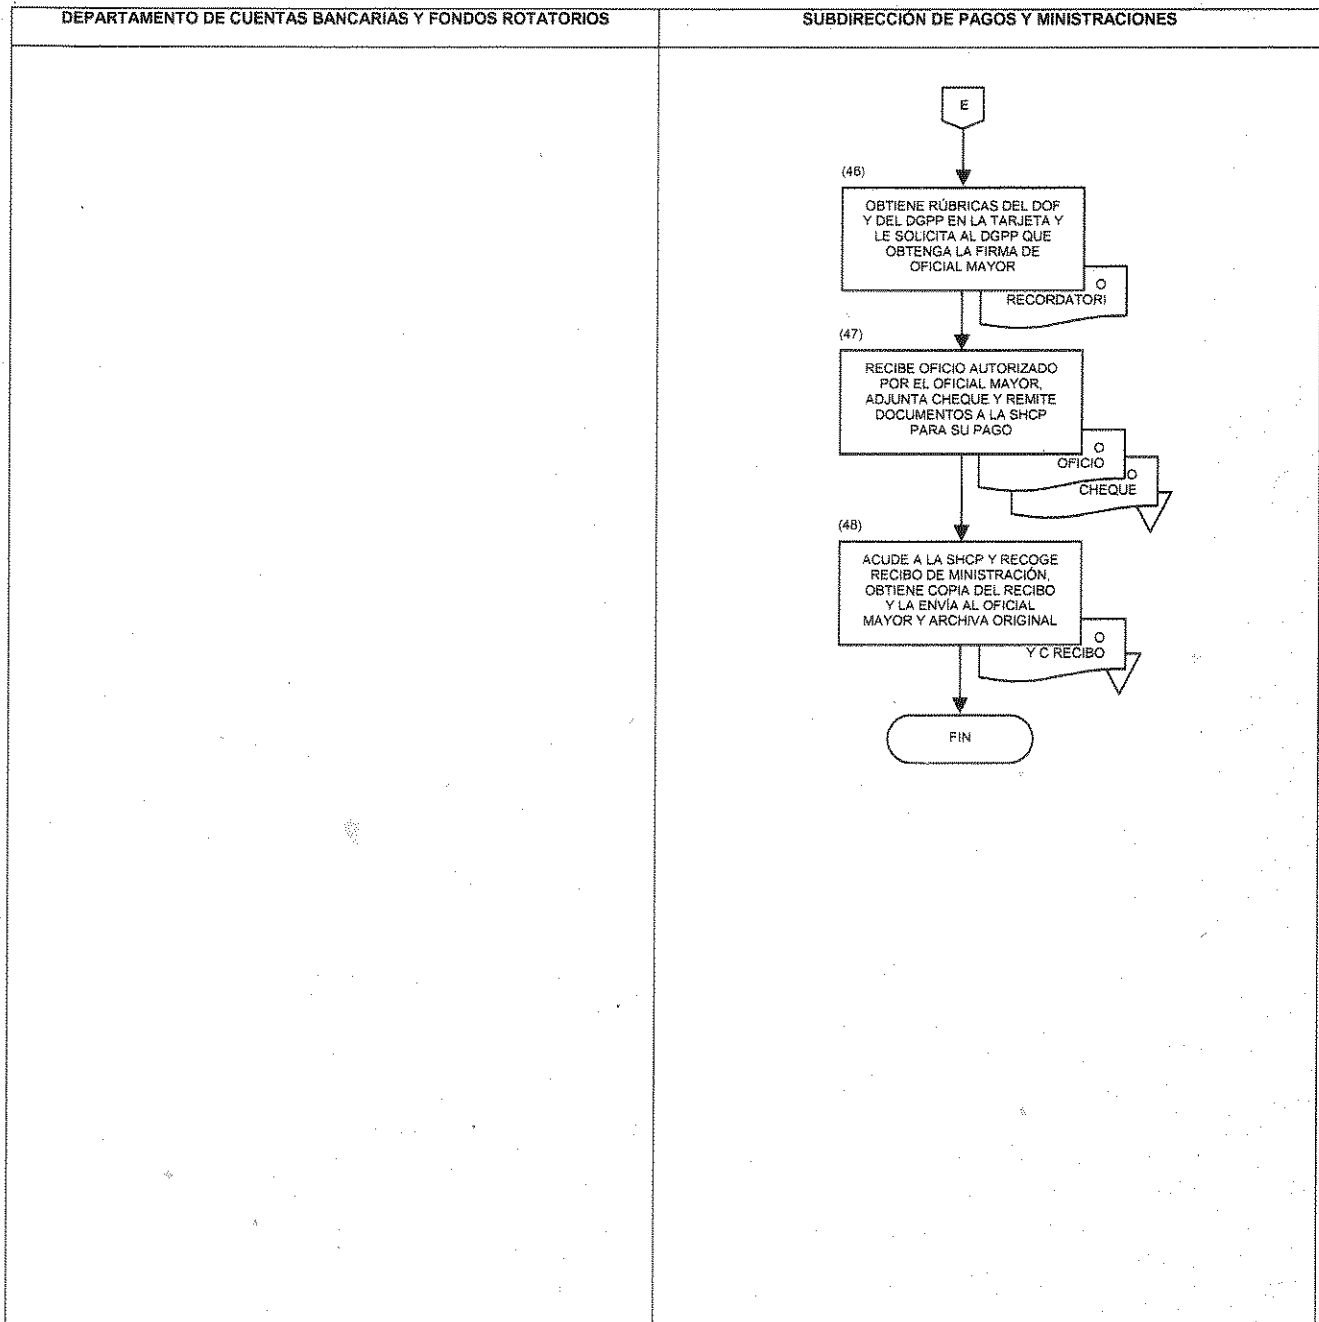 DEPARTAMENTO DE CUENTAS BANCARIAS Y FONDOS ROTATORIOS
SUBDIRECCIÓN DE PAGOS Y MINISTRACIONES
E
(46)
OBTIENE RÚBRICAS DEL DOF
Y DEL DGPP EN LA TARJETA Y
LE SOLICITA AL DGPP QUE
OBTENGA LA FIRMA DE
OFICIAL MAYOR
O
RECORDATORI
(47)
RECIBE OFICIO AUTORIZADO
POR EL OFICIAL MAYOR,
ADJUNTA CHEQUE Y REMITE
DOCUMENTOS A LA SHCP
PARA SU PAGO
O
OFICIO
O
CHEQUE
(48)
ACUDE A LA SHCP Y RECOGE
RECIBO DE MINISTRACIÓN,
OBTIENE COPIA DEL RECIBO
Y LA ENVÍA AL OFICIAL
MAYOR Y ARCHIVA ORIGINAL
O
Y C RECIBO
FIN